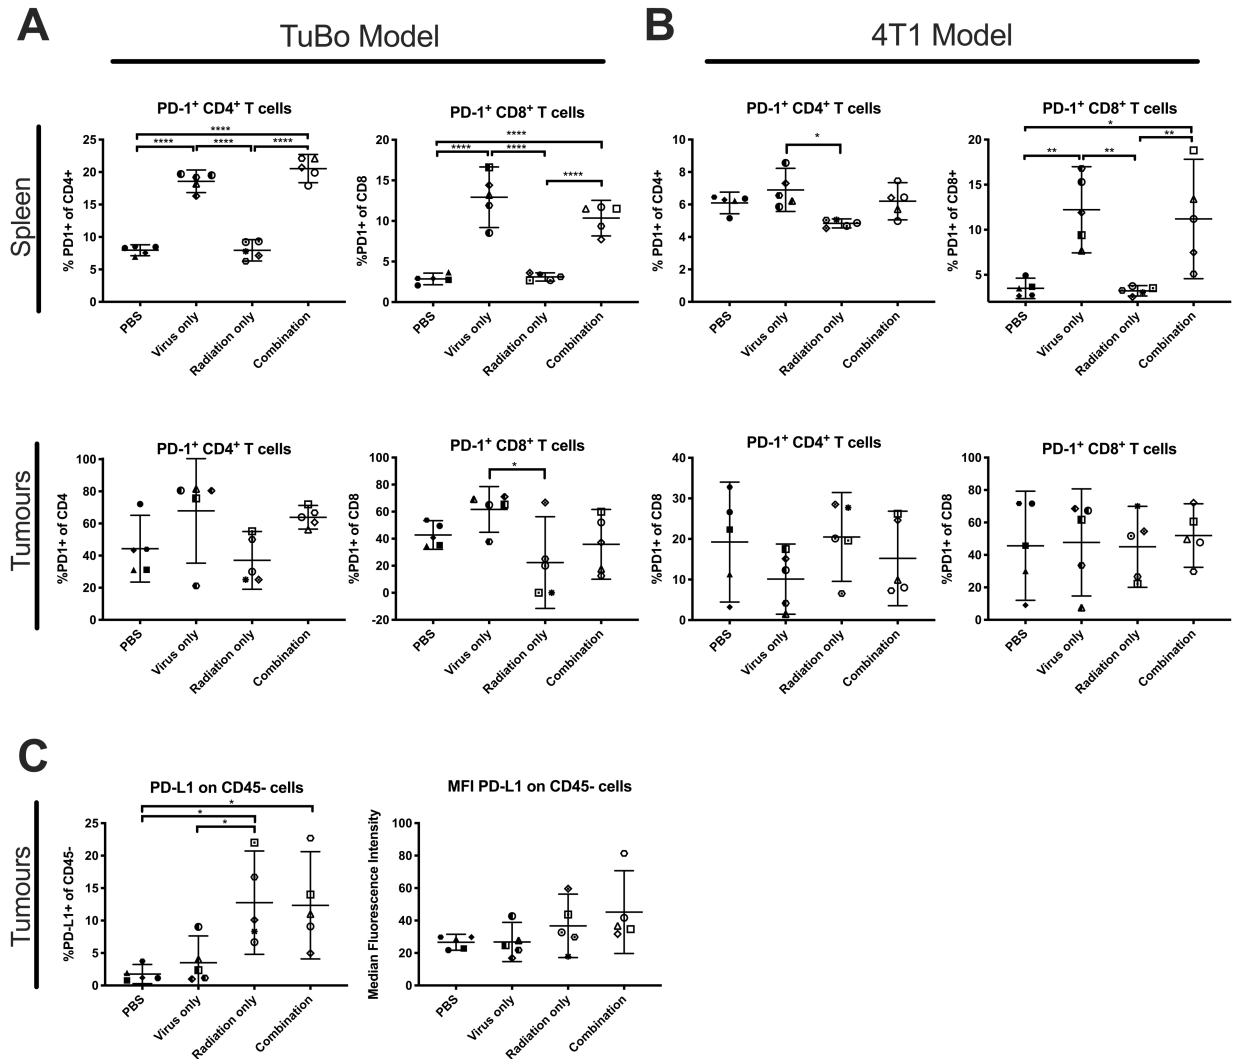 A
B
TuBo Model
4T1 Model
Spleen
PD-1+ CD4+ T cells
% PD1+ of CD4+
25
20
15
10
5
0
****
**** **** ****
PBS
Virus only
Radiation only
Combination
PD-1+ CD8+ T cells
%PD1+ of CD8
20
15
10
5
0
****
**** ****
****
PBS
Virus only
Radiation only
Combination
PD-1+ CD4+ T cells
% PD1+ of CD4+
10
8
6
4
2
0
*
PBS
Virus only
Radiation only
Combination
PD-1+ CD8+ T cells
% PD1+ of CD8+
20
15
10
5
*
**
** **
PBS
Virus only
Radiation only
Combination
Tumours
PD-1+ CD4+ T cells
%PD1+ of CD4
100
80
60
40
20
0
PBS
Virus only
Radiation only
Combination
PD-1+ CD8+ T cells
%PD1+ of CD8
100
80
60
40
20
0
-20
*
PBS
Virus only
Radiation only
Combination
PD-1+ CD4+ T cells
%PD1+ of CD8
40
30
20
10
0
PBS
Virus only
Radiation only
Combination
PD-1+ CD8+ T cells
%PD1+ of CD8
100
80
60
40
20
0
PBS
Virus only
Radiation only
Combination
C
Tumours
PD-L1 on CD45- cells
%PD-L1+ of CD45-
25
20
15
10
5
0
*
*
*
PBS
Virus only
Radiation only
Combination
MFI PD-L1 on CD45- cells
Median Fluorescence Intensity
100
80
60
40
20
0
PBS
Virus only
Radiation only
Combination